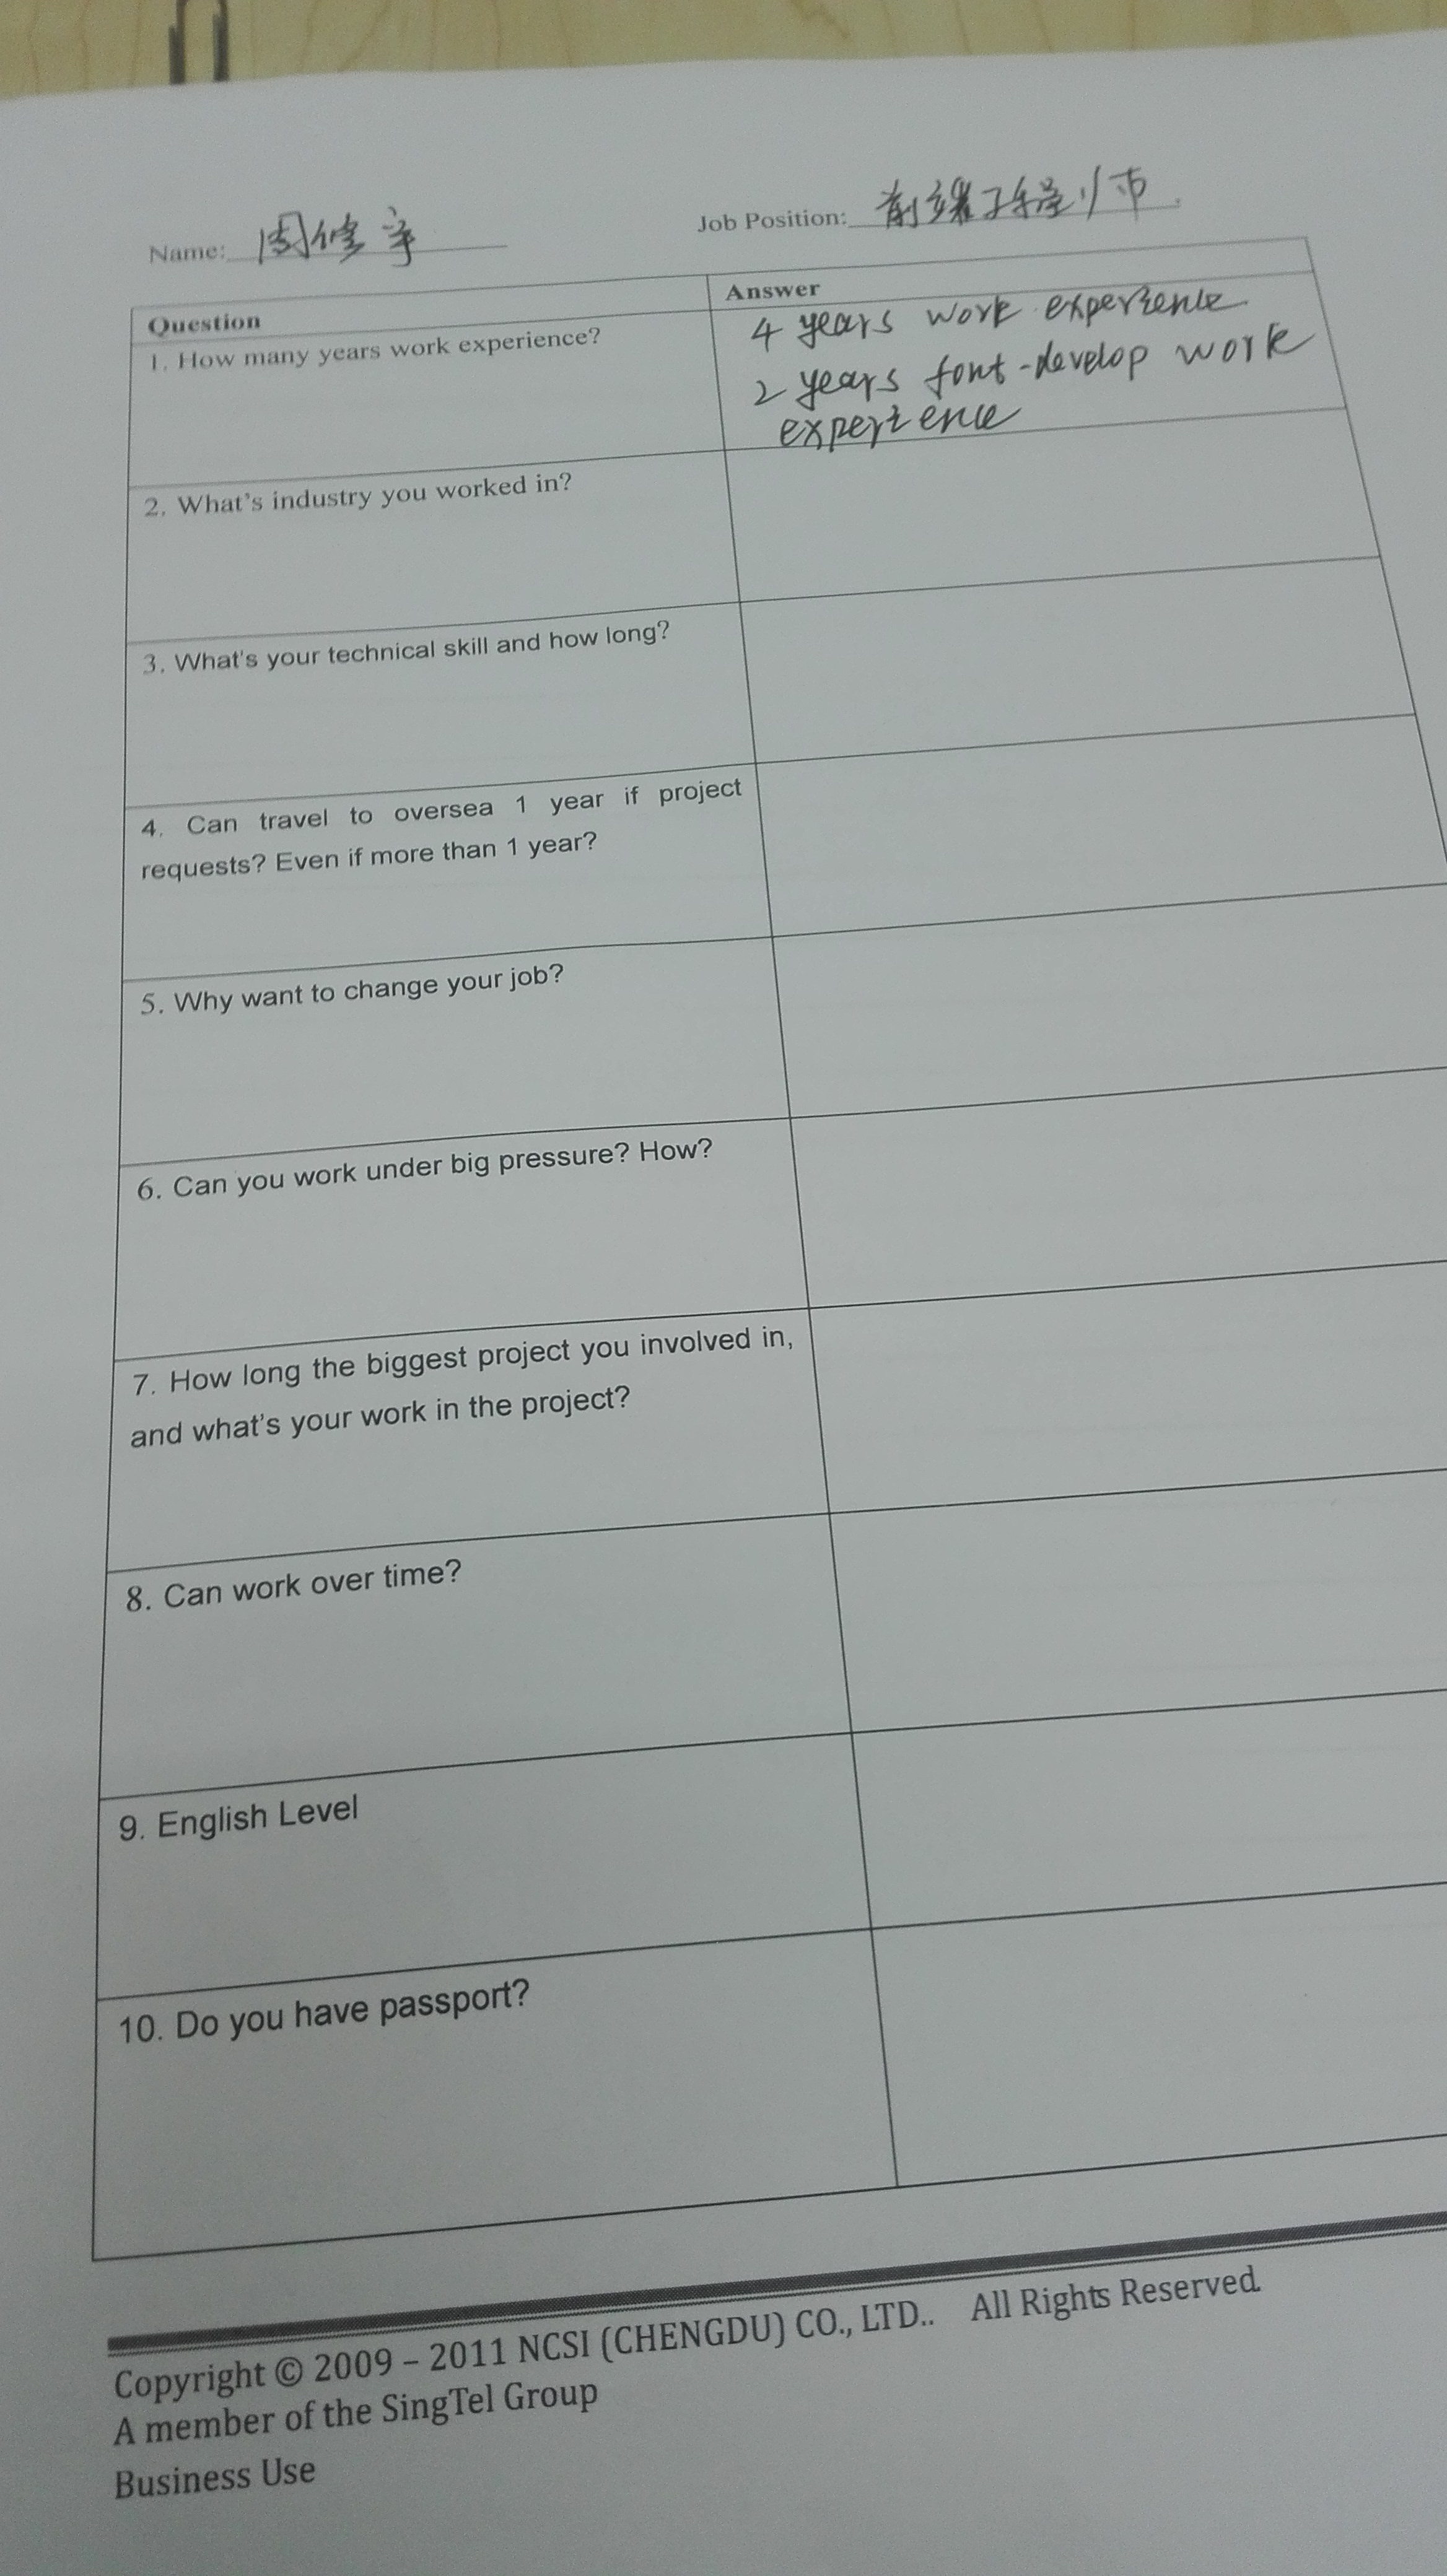 Name: 周修宇
Job Position: 前端工程师
Question
Answer
1. How many years work experience?
4 years work experience
2 years font-develop work
experience
2. What's industry you worked in?
3. What's your technical skill and how long?
4. Can travel to oversea 1 year if project
requests? Even if more than 1 year?
5. Why want to change your job?
6. Can you work under big pressure? How?
7. How long the biggest project you involved in,
and what's your work in the project?
8. Can work over time?
9. English Level
10. Do you have passport?
Copyright © 2009 – 2011 NCSI (CHENGDU) CO., LTD.. All Rights Reserved.
A member of the SingTel Group
Business Use